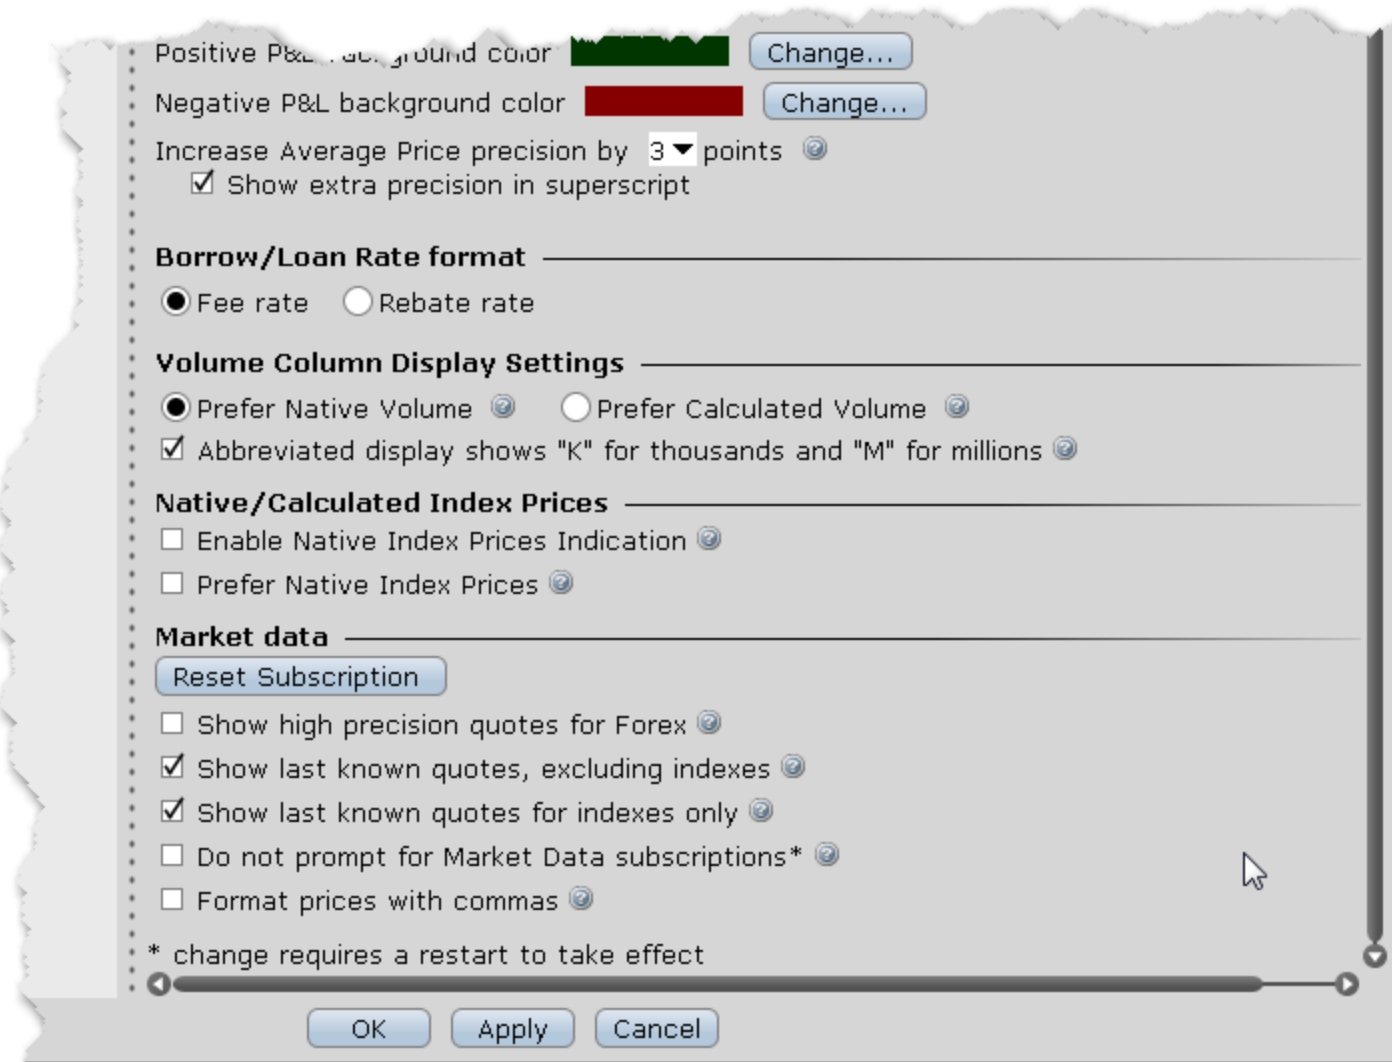 Positive P&L background color Change...
Negative P&L background color Change...
Increase Average Price precision by 3 points
Show extra precision in superscript
Borrow/Loan Rate format
Fee rate Rebate rate
Volume Column Display Settings
Prefer Native Volume Prefer Calculated Volume
Abbreviated display shows "K" for thousands and "M" for millions
Native/Calculated Index Prices
Enable Native Index Prices Indication
Prefer Native Index Prices
Market data
Reset Subscription
Show high precision quotes for Forex
Show last known quotes, excluding indexes
Show last known quotes for indexes only
Do not prompt for Market Data subscriptions*
Format prices with commas
* change requires a restart to take effect
OK Apply Cancel